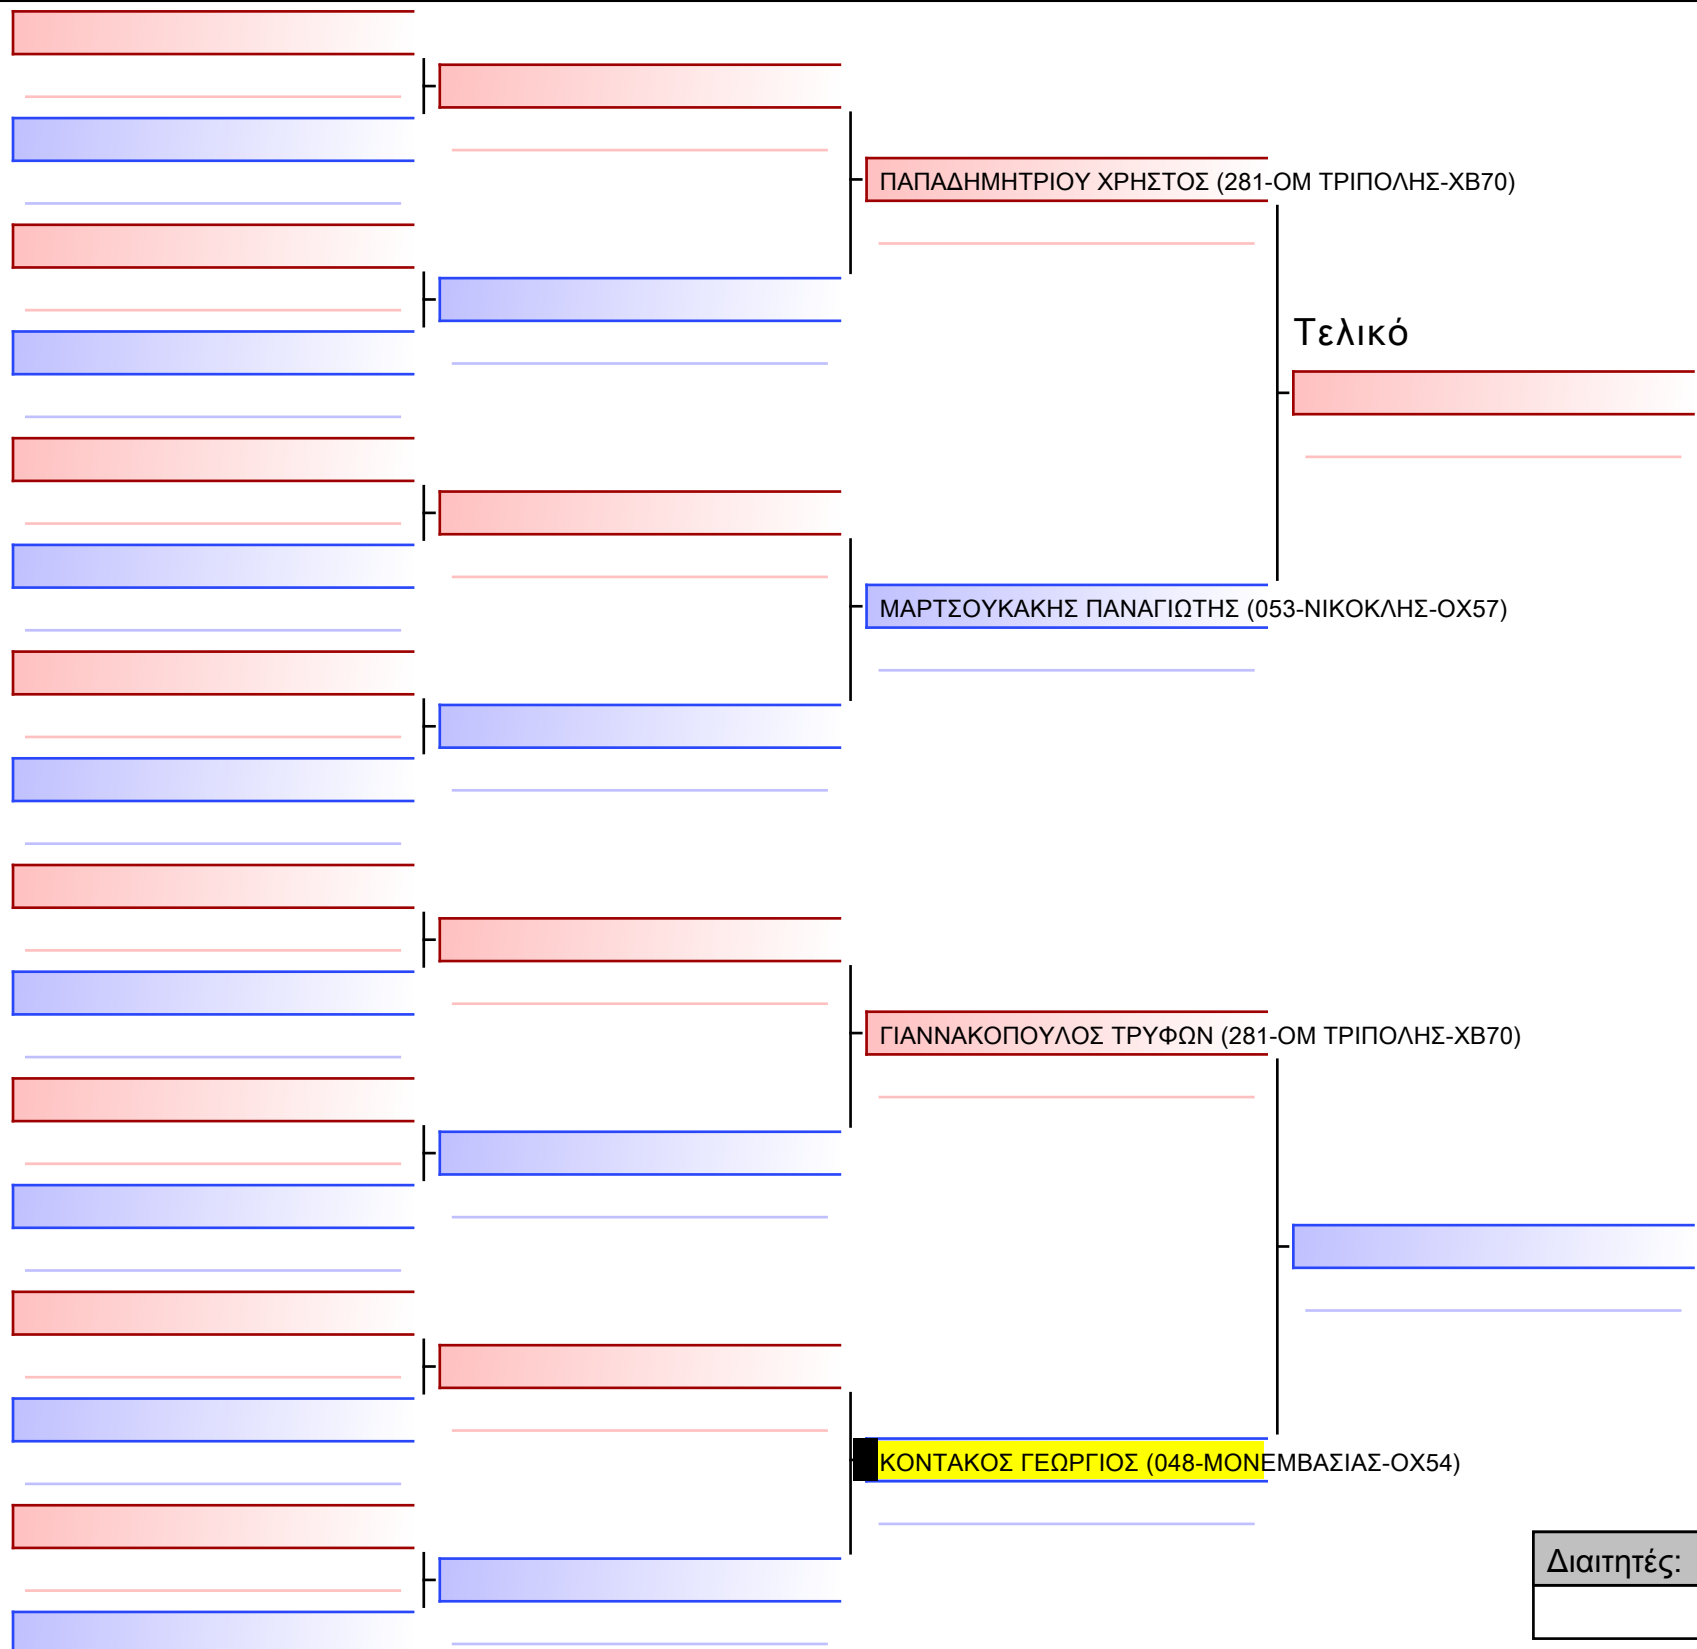 ΠΑΠΑΔΗΜΗΤΡΙΟΥ ΧΡΗΣΤΟΣ (281-ΟΜ ΤΡΙΠΟΛΗΣ-ΧΒ70)
Τελικό
ΜΑΡΤΣΟΥΚΑΚΗΣ ΠΑΝΑΓΙΩΤΗΣ (053-ΝΙΚΟΚΛΗΣ-ΟΧ57)
ΓΙΑΝΝΑΚΟΠΟΥΛΟΣ ΤΡΥΦΩΝ (281-ΟΜ ΤΡΙΠΟΛΗΣ-ΧΒ70)
ΚΟΝΤΑΚΟΣ ΓΕΩΡΓΙΟΣ (048-ΜΟΝΕΜΒΑΣΙΑΣ-ΟΧ54)
Διαιτητές: